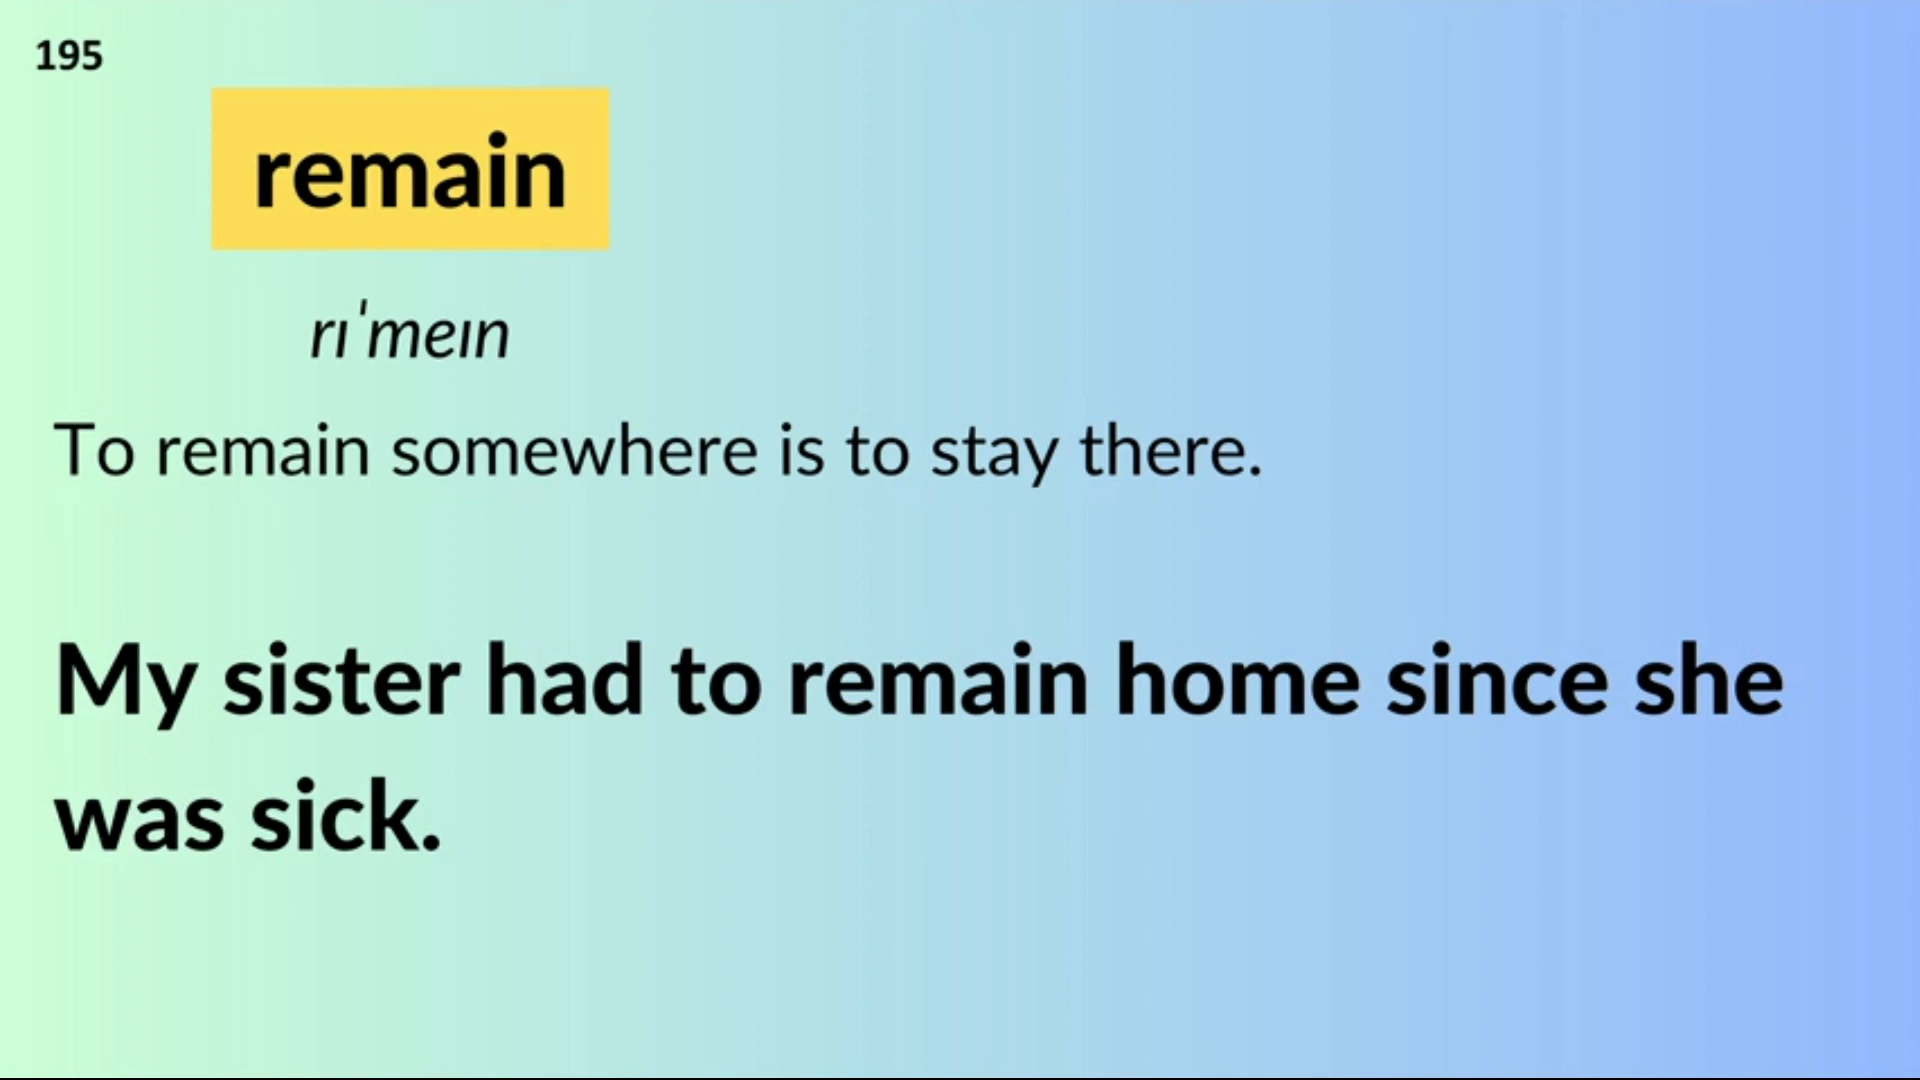 195
remain
rɪˈmeɪn
To remain somewhere is to stay there.
My sister had to remain home since she
was sick.